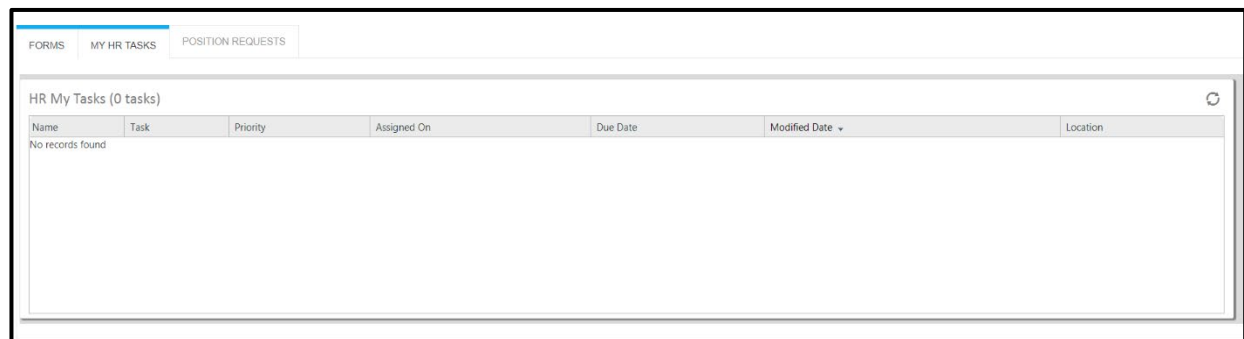 FORMS MY HR TASKS POSITION REQUESTS
HR My Tasks (0 tasks)
Name Task Priority Assigned On Due Date Modified Date Location
No records found